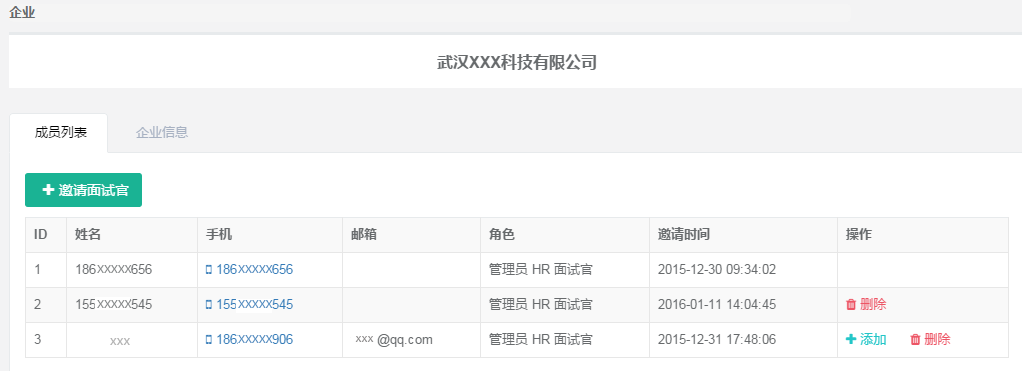 企业
武汉XXX科技有限公司
成员列表 企业信息
邀请面试官
ID 姓名 手机 邮箱 角色 邀请时间 操作
1 186XXXXX656 186XXXXX656 管理员 HR 面试官 2015-12-30 09:34:02
2 155XXXXX545 155XXXXX545 管理员 HR 面试官 2016-01-11 14:04:45 删除
3 xxx 186XXXXX906 xxx @qq.com 管理员 HR 面试官 2015-12-31 17:48:06 添加 删除